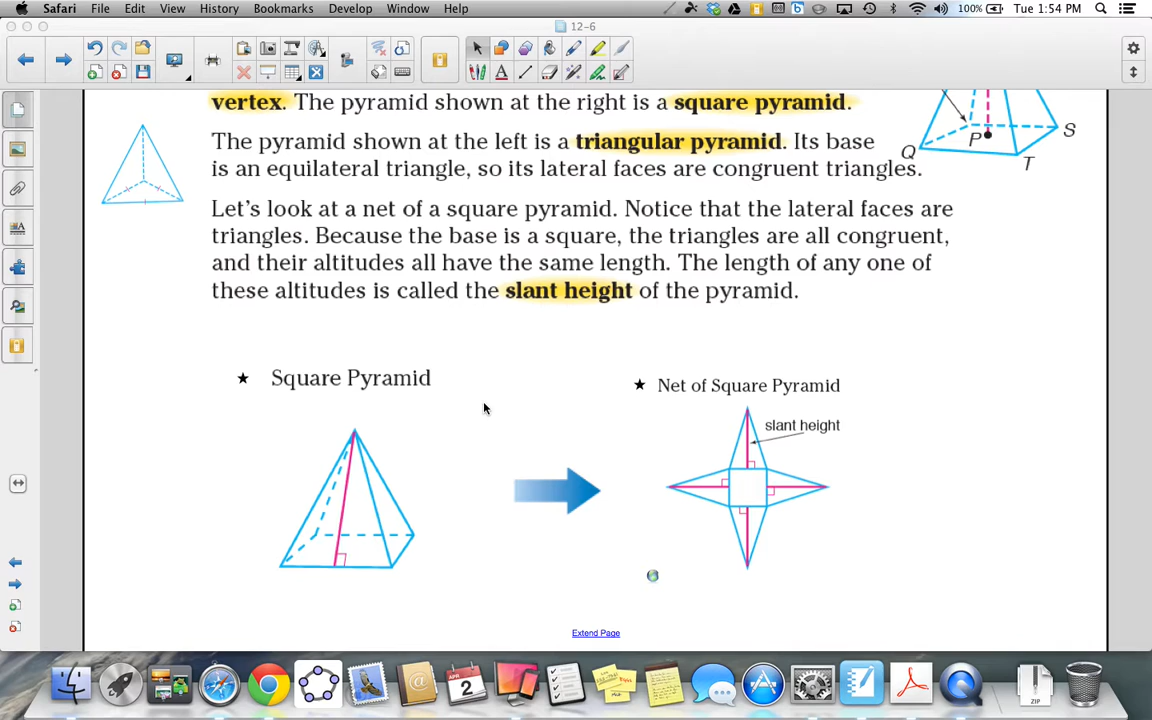 Safari File Edit View History Bookmarks Develop Window Help 100% Tue 1:54 PM
12-6
vertex. The pyramid shown at the right is a square pyramid.
The pyramid shown at the left is a triangular pyramid. Its base
is an equilateral triangle, so its lateral faces are congruent triangles.
P
S
Q
T
Let's look at a net of a square pyramid. Notice that the lateral faces are
triangles. Because the base is a square, the triangles are all congruent,
and their altitudes all have the same length. The length of any one of
these altitudes is called the slant height of the pyramid.
★ Square Pyramid
★ Net of Square Pyramid
slant height
Extend Page
APR
2
ZIP